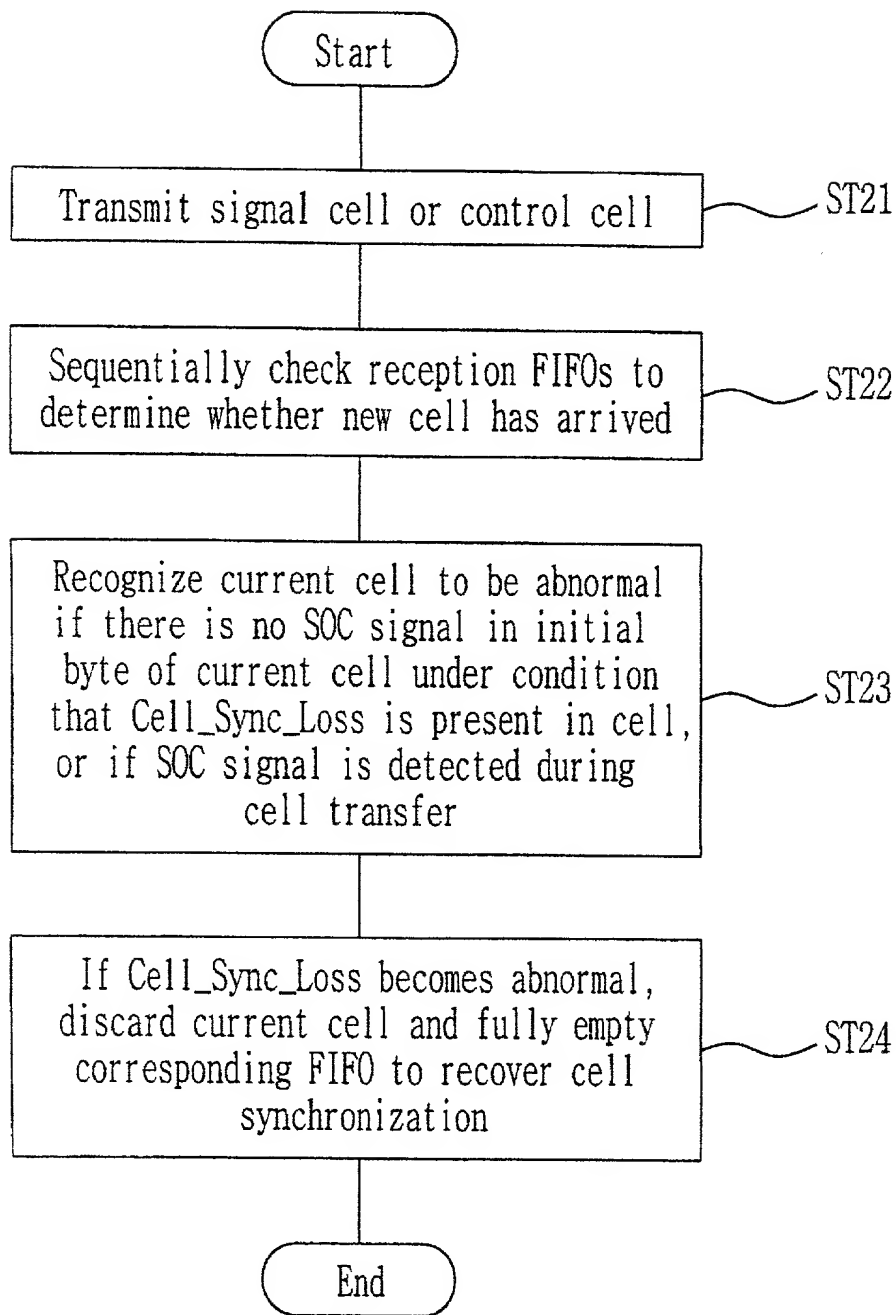 Start
Transmit signal cell or control cell
ST21
Sequentially check reception FIFOs to
determine whether new cell has arrived
ST22
Recognize current cell to be abnormal
if there is no SOC signal in initial
byte of current cell under condition
that Cell_Sync_Loss is present in cell,
or if SOC signal is detected during
cell transfer
ST23
If Cell_Sync_Loss becomes abnormal,
discard current cell and fully empty
corresponding FIFO to recover cell
synchronization
ST24
End